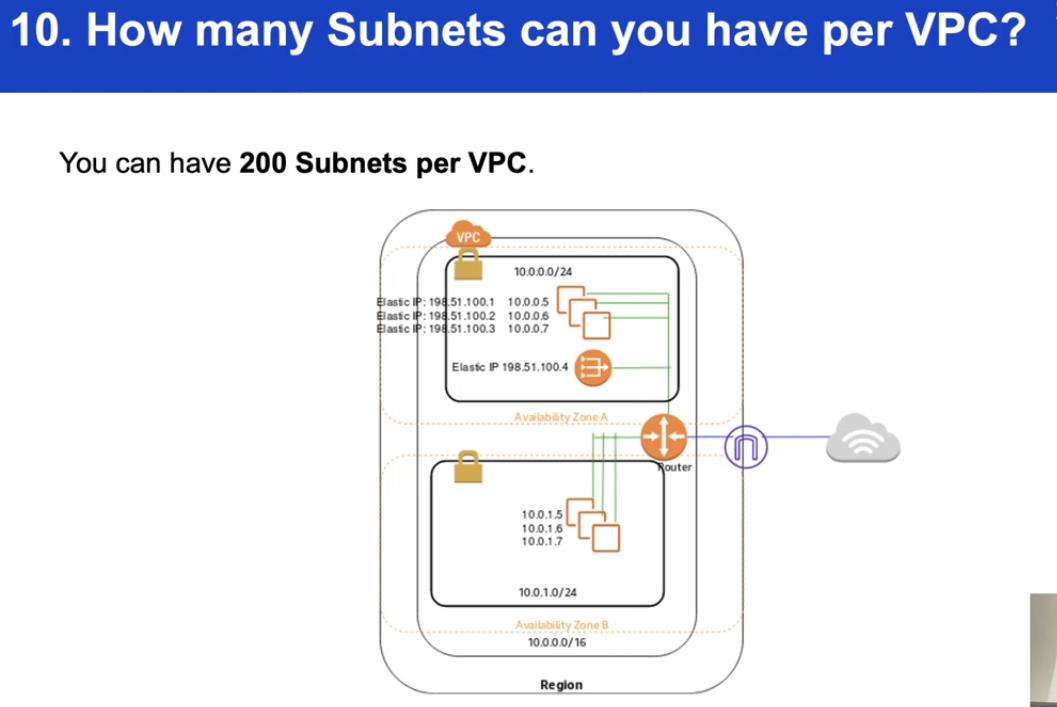 10. How many Subnets can you have per VPC?
You can have 200 Subnets per VPC.
VPC
10.0.0.0/24
Elastic IP: 198.51.100.1 10.0.0.5
Elastic IP: 198.51.100.2 10.0.0.6
Elastic IP: 198.51.100.3 10.0.0.7
Elastic IP 198.51.100.4
Availability Zone A
Router
10.0.1.5
10.0.1.6
10.0.1.7
10.0.1.0/24
Availability Zone B
10.0.0.0/16
Region